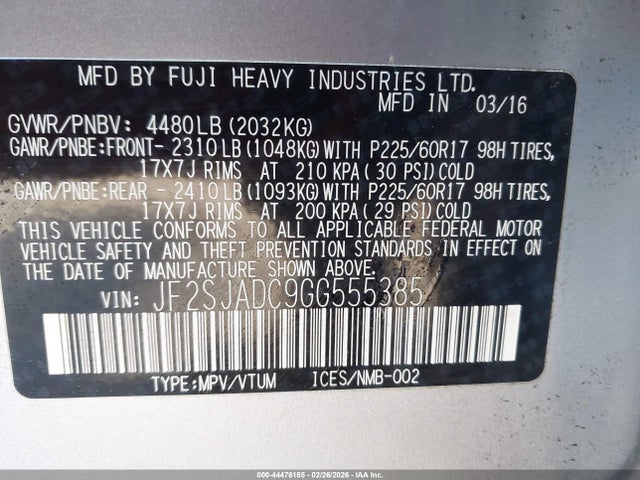 MFD BY FUJI HEAVY INDUSTRIES LTD.
MFD IN 03/16
GVWR/PNBV: 4480LB(2032KG)
GAWR/PNBE:FRONT- 2310LB(1048KG)WITH P225/60R17 98H TIRES,
17X7J RIMS AT 210 KPA(30 PSI)COLD
GAWR/PNBE:REAR - 2410LB(1093KG)WITH P225/60R17 98H TIRES,
17X7J RIMS AT 200 KPA(29 PSI)COLD
THIS VEHICLE CONFORMS TO ALL APPLICABLE FEDERAL MOTOR
VEHICLE SAFETY AND THEFT PREVENTION STANDARDS IN EFFECT ON
THE DATE OF MANUFACTURE SHOWN ABOVE.
VIN: JF2SJADC9GG555385
TYPE:MPV/VTUM ICES/NMB-002
000-44476185 - 02/26/2026 - IAA Inc.